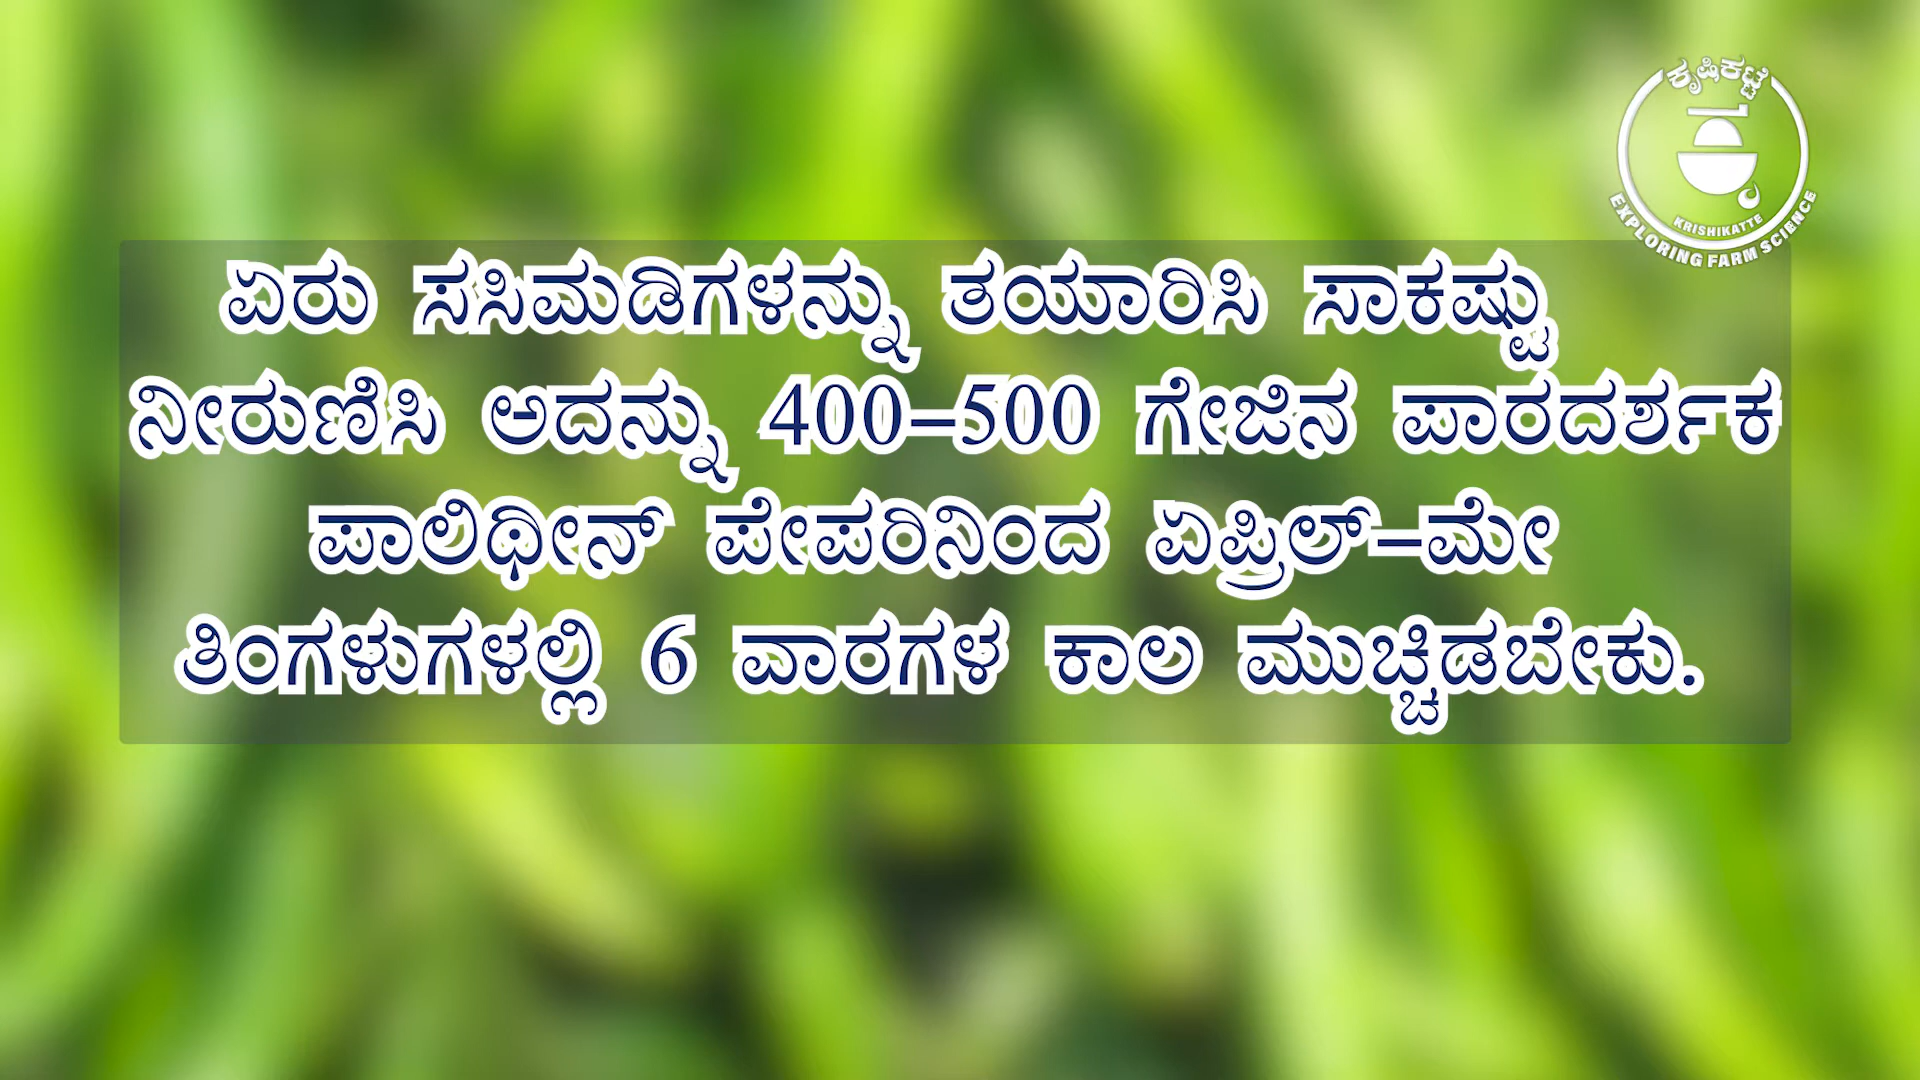 ಕೃಷಿಕಟ್ಟೆ
KRISHIKATTE
EXPLORING FARM SCIENCE
ಏರು ಸಸಿಮಡಿಗಳನ್ನು ತಯಾರಿಸಿ ಸಾಕಷ್ಟು
ನೀರುಣಿಸಿ ಅದನ್ನು 400–500 ಗೇಜಿನ ಪಾರದರ್ಶಕ
ಪಾಲಿಥೀನ್ ಪೇಪರಿನಿಂದ ಏಪ್ರಿಲ್–ಮೇ
ತಿಂಗಳುಗಳಲ್ಲಿ 6 ವಾರಗಳ ಕಾಲ ಮುಚ್ಚಿಡಬೇಕು.